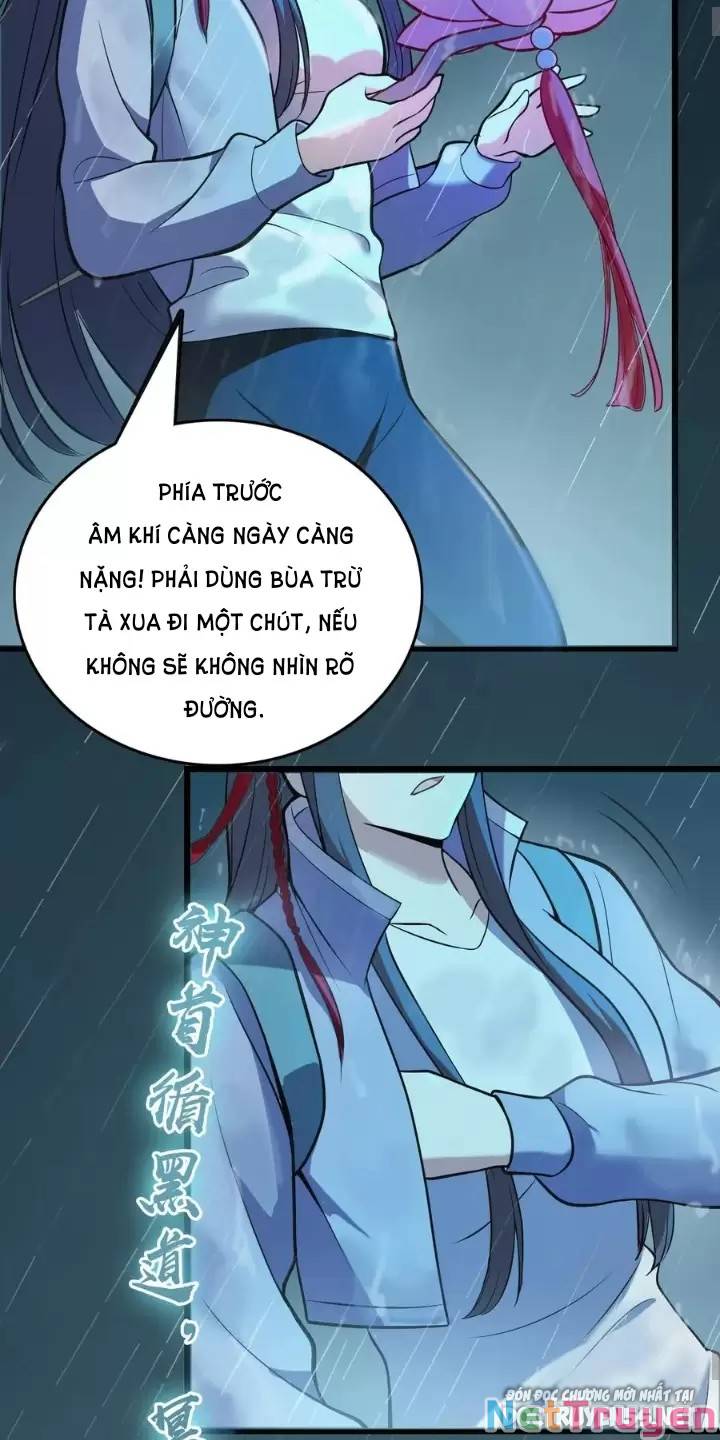 PHÍA TRƯỚC
ÂM KHÍ CÀNG NGÀY CÀNG
NẶNG! PHẢI DÙNG BÙA TRỪ
TÀ XUA ĐI MỘT CHÚT, NẾU
KHÔNG SẼ KHÔNG NHÌN RÕ
ĐƯỜNG.
神首循黑道,
ĐÓN ĐỌC CHƯƠNG MỚI NHẤT TẠI
NetTruyen